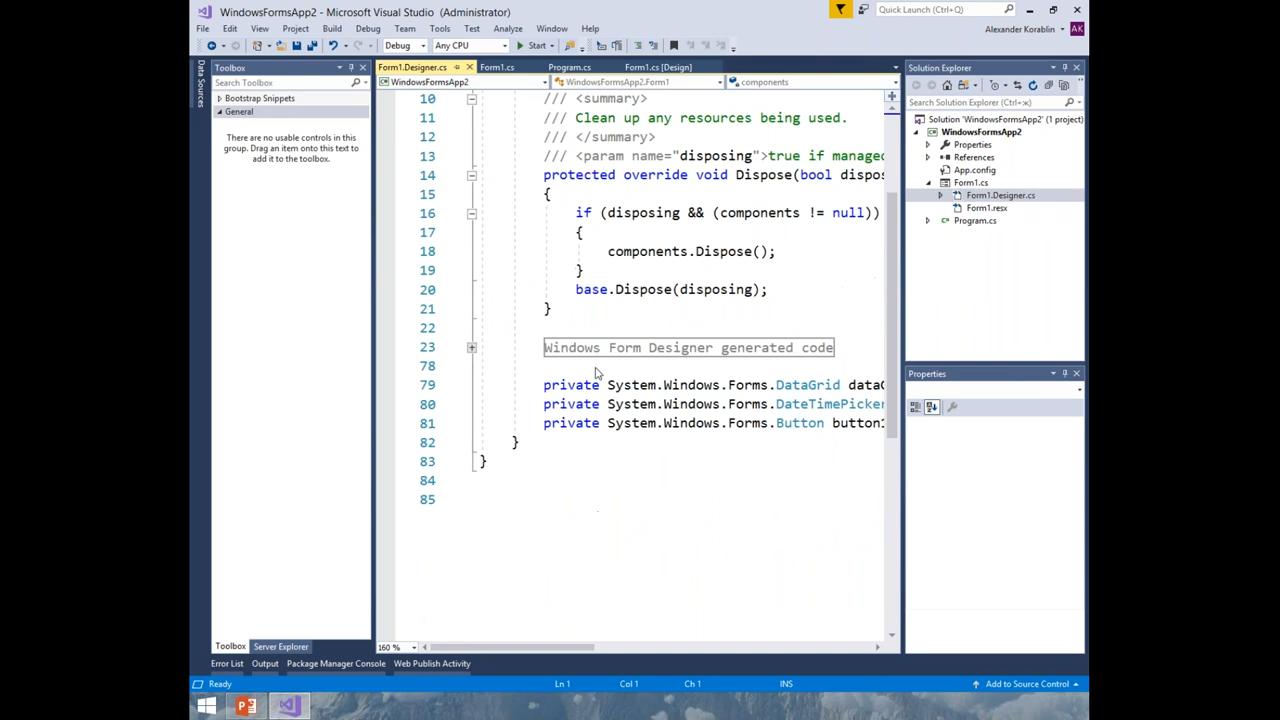 WindowsFormsApp2 - Microsoft Visual Studio (Administrator)
Quick Launch (Ctrl+Q)
File Edit View Project Build Debug Team Tools Test Analyze Window Help
Alexander Korablin AK
Debug Any CPU Start
Data Sources
Toolbox
Search Toolbox
Bootstrap Snippets
General
There are no usable controls in this
group. Drag an item onto this text to
add it to the toolbox.
Form1.Designer.cs Form1.cs Program.cs Form1.cs [Design]
WindowsFormsApp2 WindowsFormsApp2.Form1 components
10 /// <summary>
11 /// Clean up any resources being used.
12 /// </summary>
13 /// <param name="disposing">true if managed
14 protected override void Dispose(bool dispos
15 {
16 if (disposing && (components != null))
17 {
18 components.Dispose();
19 }
20 base.Dispose(disposing);
21 }
22
23 Windows Form Designer generated code
78
79 private System.Windows.Forms.DataGrid dataG
80 private System.Windows.Forms.DateTimePicker
81 private System.Windows.Forms.Button button1
82 }
83 }
84
85
160 %
Solution Explorer
Search Solution Explorer (Ctrl+ж)
Solution 'WindowsFormsApp2' (1 project)
WindowsFormsApp2
Properties
References
App.config
Form1.cs
Form1.Designer.cs
Form1.resx
Program.cs
Properties
Toolbox Server Explorer
Error List Output Package Manager Console Web Publish Activity
Ready Ln 1 Col 1 Ch 1 INS Add to Source Control